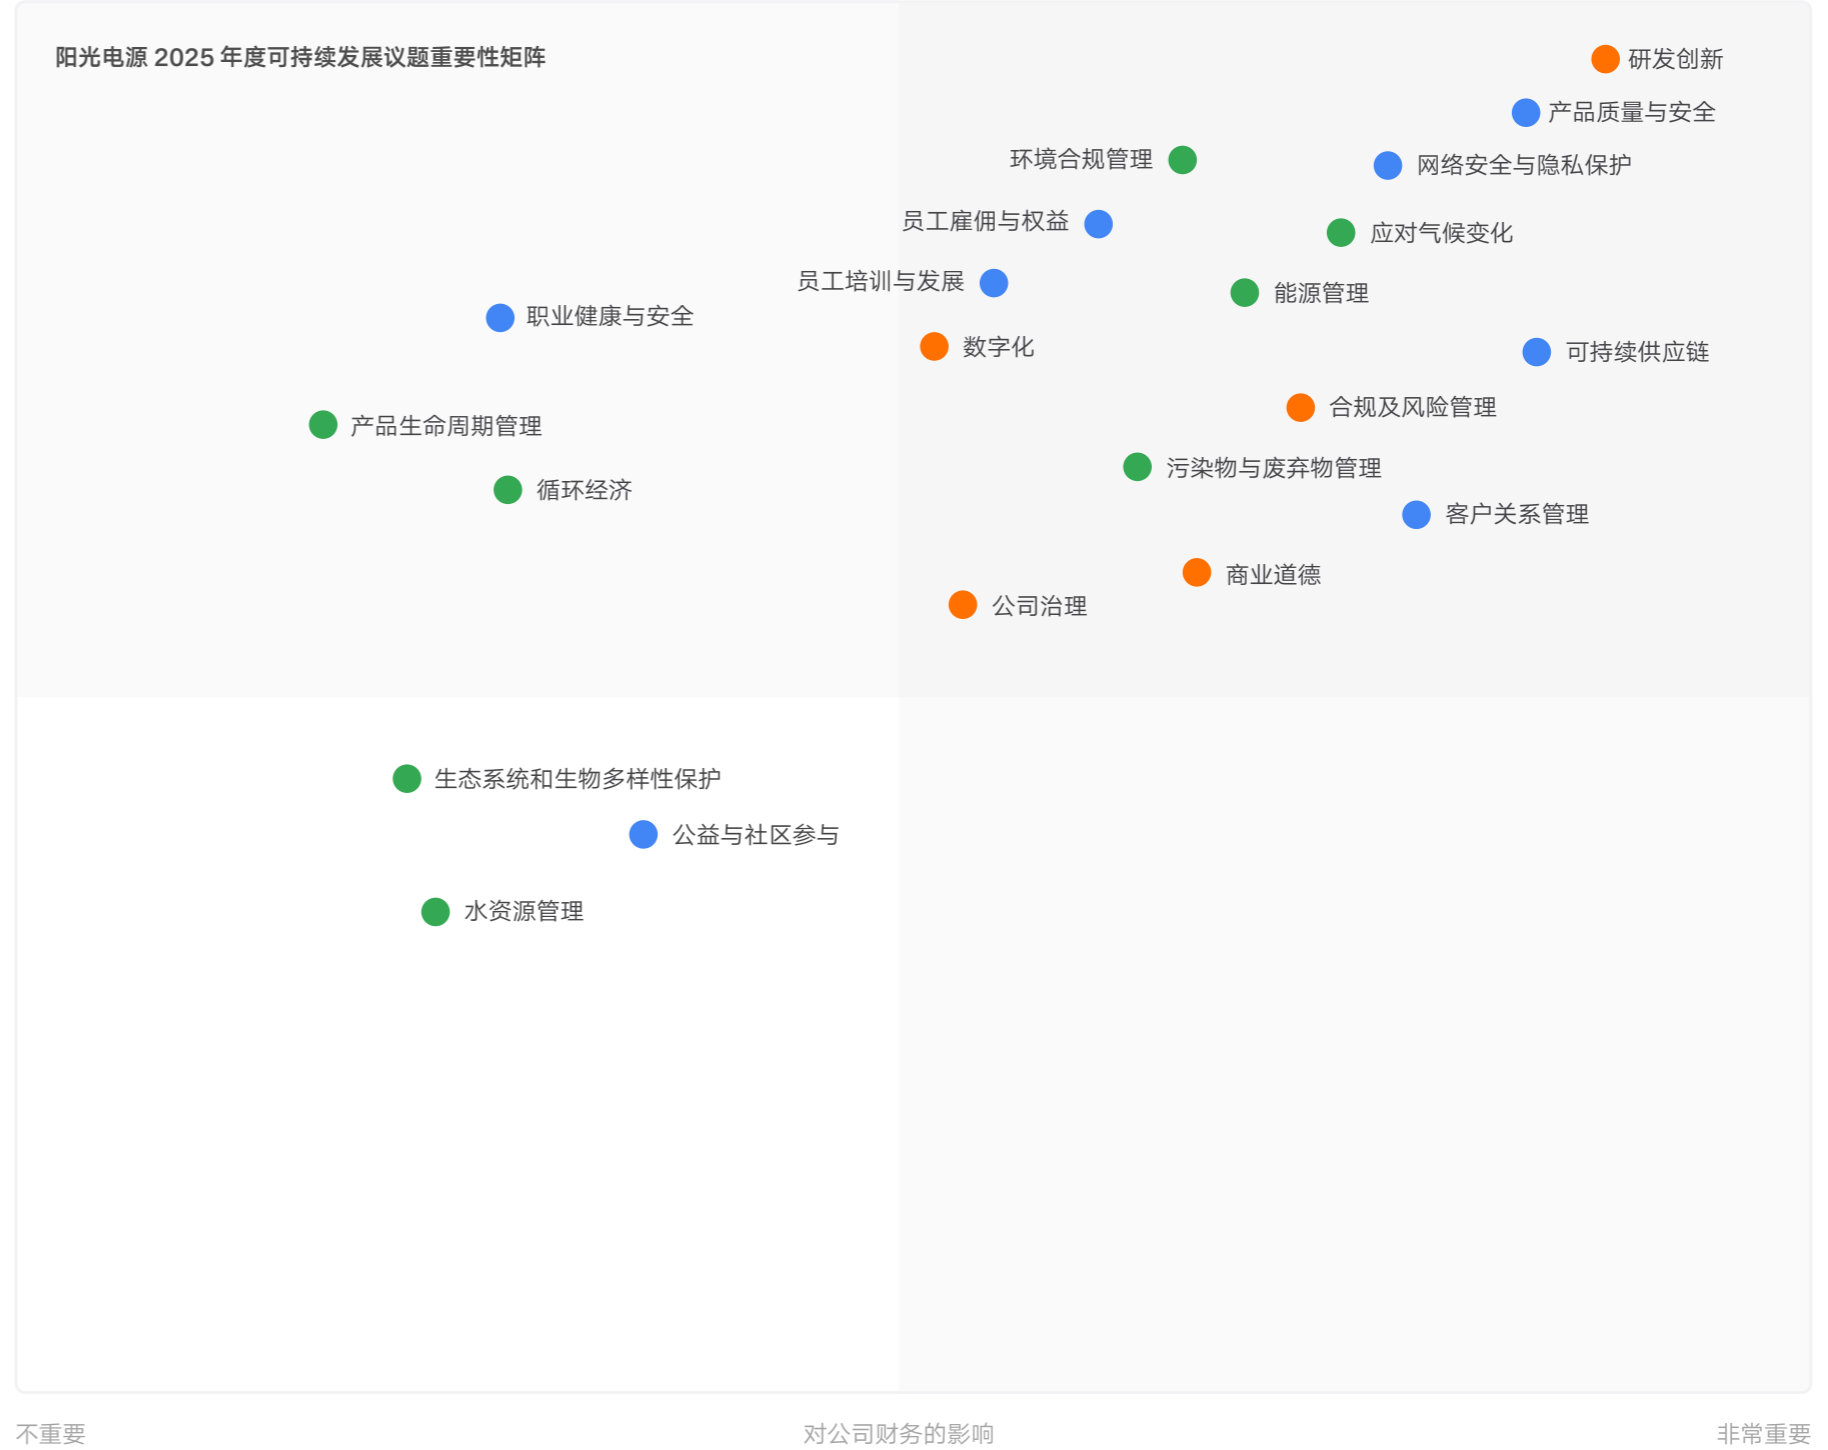 阳光电源 2025 年度可持续发展议题重要性矩阵
研发创新
产品质量与安全
环境合规管理
网络安全与隐私保护
员工雇佣与权益
应对气候变化
员工培训与发展
能源管理
职业健康与安全
数字化
可持续供应链
合规及风险管理
产品生命周期管理
污染物与废弃物管理
循环经济
客户关系管理
商业道德
公司治理
生态系统和生物多样性保护
公益与社区参与
水资源管理
不重要
对公司财务的影响
非常重要